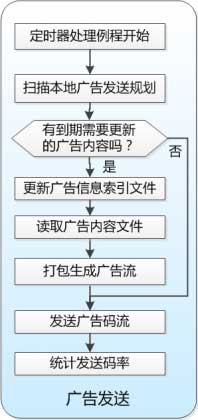 定时器处理例程开始
扫描本地广告发送规划
有到期需要更新
的广告内容吗？
否
是
更新广告信息索引文件
读取广告内容文件
打包生成广告流
发送广告码流
统计发送码率
广告发送